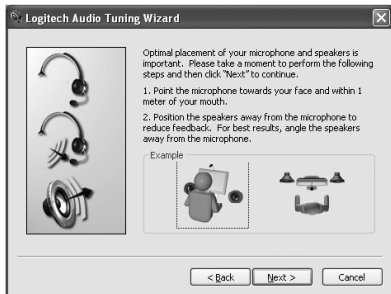 Logitech Audio Tuning Wizard
Optimal placement of your microphone and speakers is
important. Please take a moment to perform the following
steps and then click "Next" to continue.
1. Point the microphone towards your face and within 1
meter of your mouth.
2. Position the speakers away from the microphone to
reduce feedback. For best results, angle the speakers
away from the microphone.
Example
< Back
Next >
Cancel